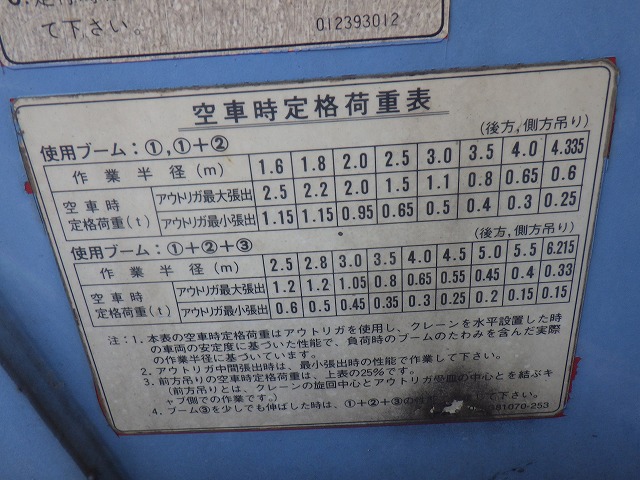 て下さい。
012393012
空車時定格荷重表
使用ブーム：①,①＋②
(後方,側方吊り)
作業半径(m) 1.6 1.8 2.0 2.5 3.0 3.5 4.0 4.335
空車時定格荷重(t) アウトリガ最大張出 2.5 2.2 2.0 1.5 1.1 0.8 0.65 0.6
アウトリガ最小張出 1.15 1.15 0.95 0.65 0.5 0.4 0.3 0.25
使用ブーム：①＋②＋③
(後方,側方吊り)
作業半径(m) 2.5 2.8 3.0 3.5 4.0 4.5 5.0 5.5 6.215
空車時定格荷重(t) アウトリガ最大張出 1.2 1.2 1.05 0.8 0.65 0.55 0.45 0.4 0.33
アウトリガ最小張出 0.6 0.5 0.45 0.35 0.3 0.25 0.2 0.15 0.15
注：1. 本表の空車時定格荷重はアウトリガを使用し、クレーンを水平設置した時
の車両の安定度に基づいた性能で、負荷時のブームのたわみを含んだ実際
の作業半径に基づいています。
2. アウトリガ中間張出時は、最小張出時の性能で作業して下さい。
3. 前方吊りの空車時定格荷重は、上表の25％です。
(前方吊りとは、クレーンの旋回中心とアウトリガ受皿の中心とを結ぶキ
ャブ側での作業です。)
4. ブーム③を少しでも伸ばした時は、①＋②＋③の性 て下さい。
81070-253